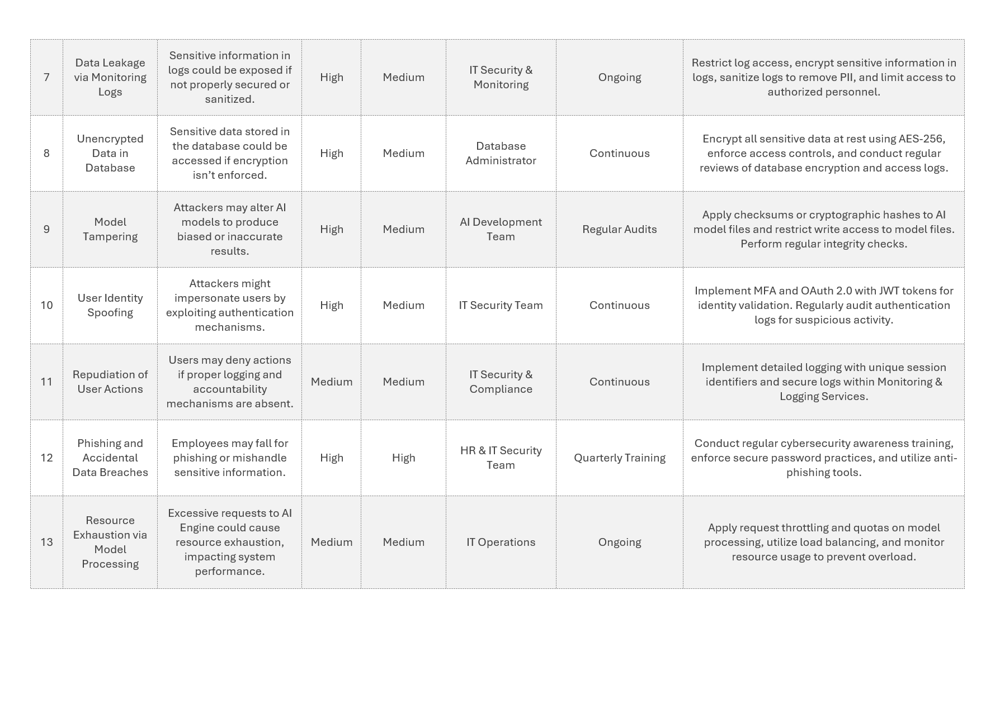 7
Data Leakage
via Monitoring
Logs
Sensitive information in
logs could be exposed if
not properly secured or
sanitized.
High
Medium
IT Security &
Monitoring
Ongoing
Restrict log access, encrypt sensitive information in
logs, sanitize logs to remove PII, and limit access to
authorized personnel.
8
Unencrypted
Data in
Database
Sensitive data stored in
the database could be
accessed if encryption
isn’t enforced.
High
Medium
Database
Administrator
Continuous
Encrypt all sensitive data at rest using AES-256,
enforce access controls, and conduct regular
reviews of database encryption and access logs.
9
Model
Tampering
Attackers may alter AI
models to produce
biased or inaccurate
results.
High
Medium
AI Development
Team
Regular Audits
Apply checksums or cryptographic hashes to AI
model files and restrict write access to model files.
Perform regular integrity checks.
10
User Identity
Spoofing
Attackers might
impersonate users by
exploiting authentication
mechanisms.
High
Medium
IT Security Team
Continuous
Implement MFA and OAuth 2.0 with JWT tokens for
identity validation. Regularly audit authentication
logs for suspicious activity.
11
Repudiation of
User Actions
Users may deny actions
if proper logging and
accountability
mechanisms are absent.
Medium
Medium
IT Security &
Compliance
Continuous
Implement detailed logging with unique session
identifiers and secure logs within Monitoring &
Logging Services.
12
Phishing and
Accidental
Data Breaches
Employees may fall for
phishing or mishandle
sensitive information.
High
High
HR & IT Security
Team
Quarterly Training
Conduct regular cybersecurity awareness training,
enforce secure password practices, and utilize anti-
phishing tools.
13
Resource
Exhaustion via
Model
Processing
Excessive requests to AI
Engine could cause
resource exhaustion,
impacting system
performance.
Medium
Medium
IT Operations
Ongoing
Apply request throttling and quotas on model
processing, utilize load balancing, and monitor
resource usage to prevent overload.